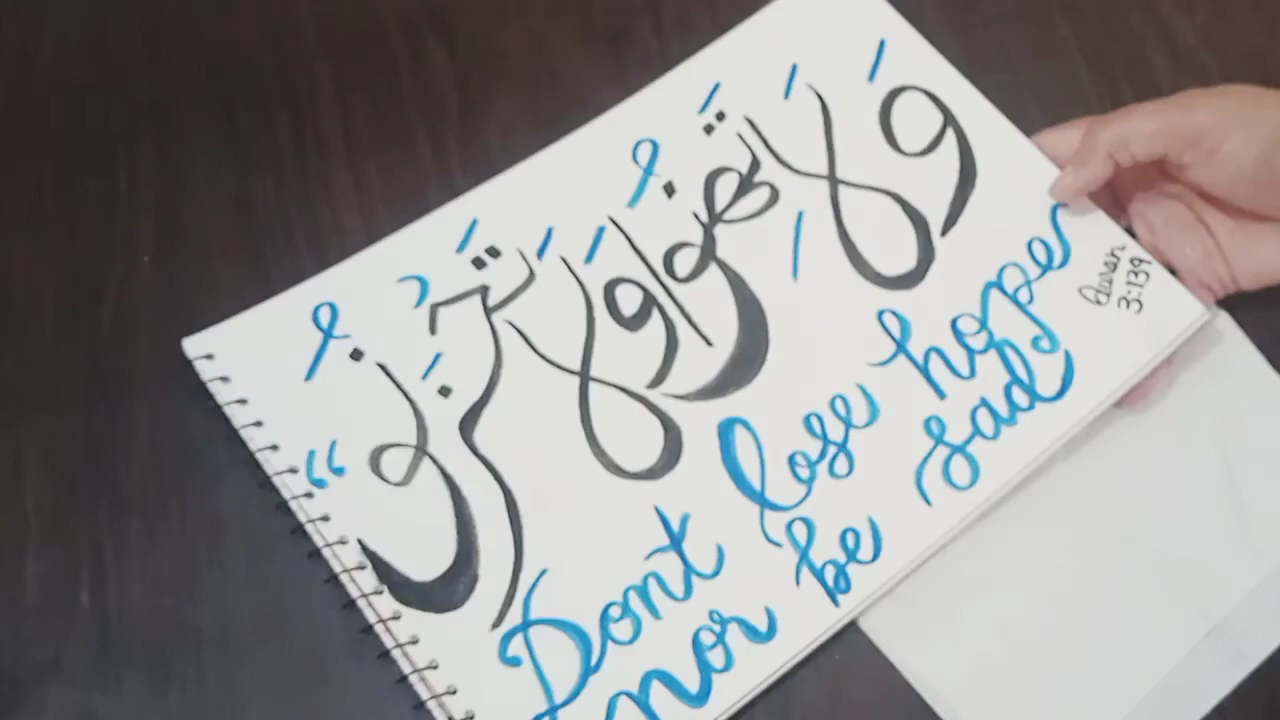 وَلَا تَهِنُوا وَلَا تَحْزَنُو “
Dont lose hope
nor be sad
Quran
3:139